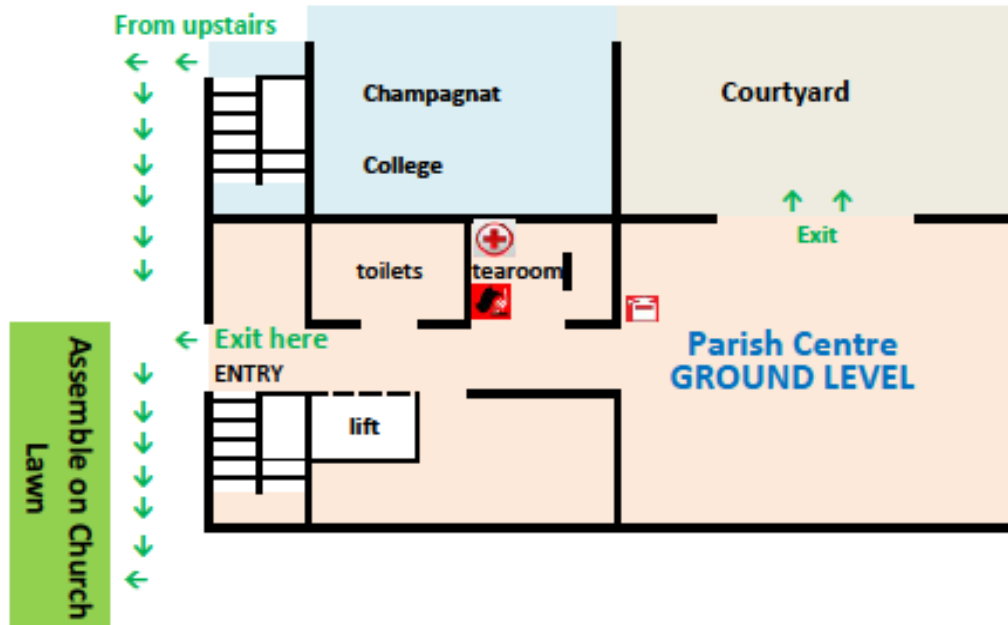 From upstairs
Champagnat
College
Courtyard
Exit
toilets
tearoom
Exit here
ENTRY
Parish Centre
GROUND LEVEL
lift
Assemble on Church
Lawn